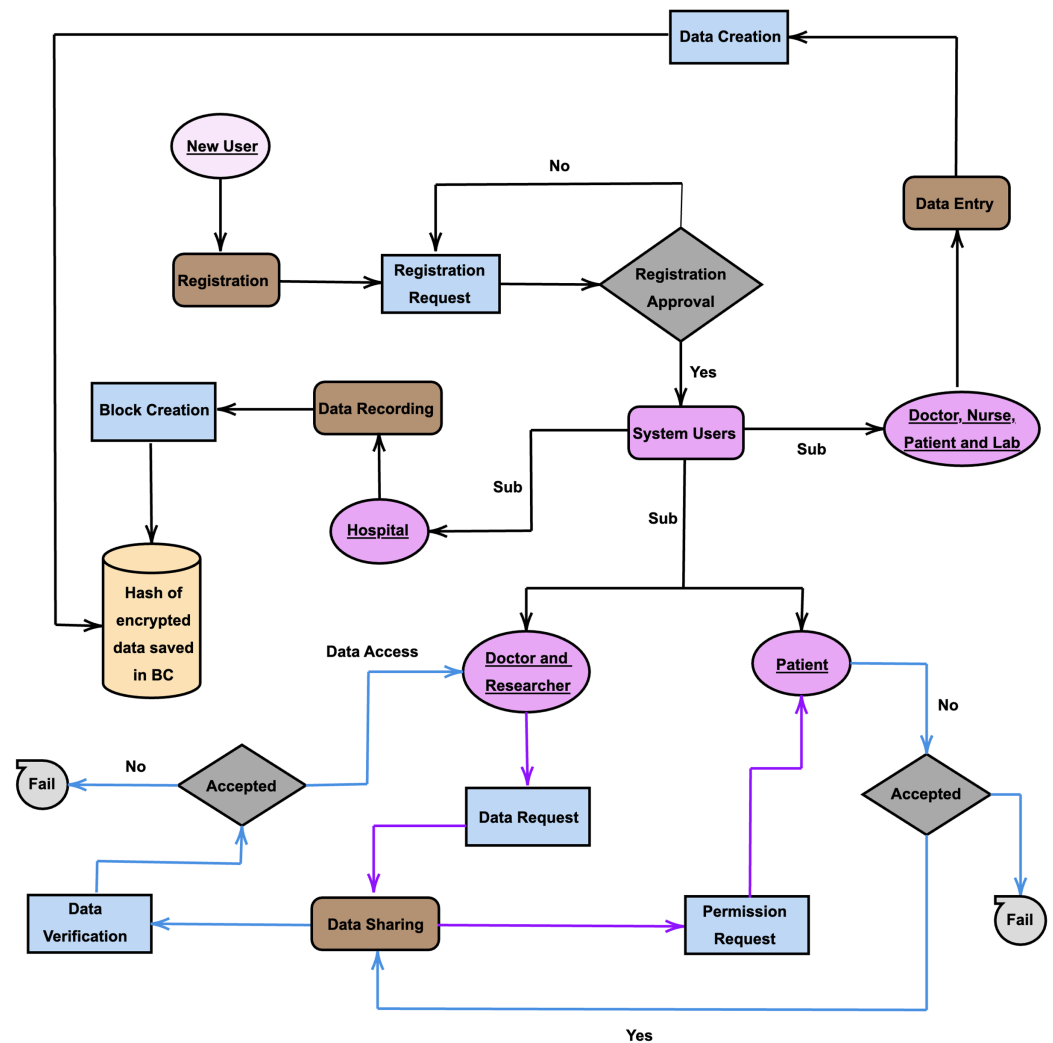 Data Creation
New User
No
Data Entry
Registration
Registration
Request
Registration
Approval
Yes
Block Creation
Data Recording
System Users
Doctor, Nurse,
Patient and Lab
Sub
Sub
Sub
Hospital
Hash of
encrypted
data saved
in BC
Data Access
Doctor and
Researcher
Patient
No
No
Fail
Accepted
Accepted
Data Request
Data
Verification
Data Sharing
Permission
Request
Fail
Yes